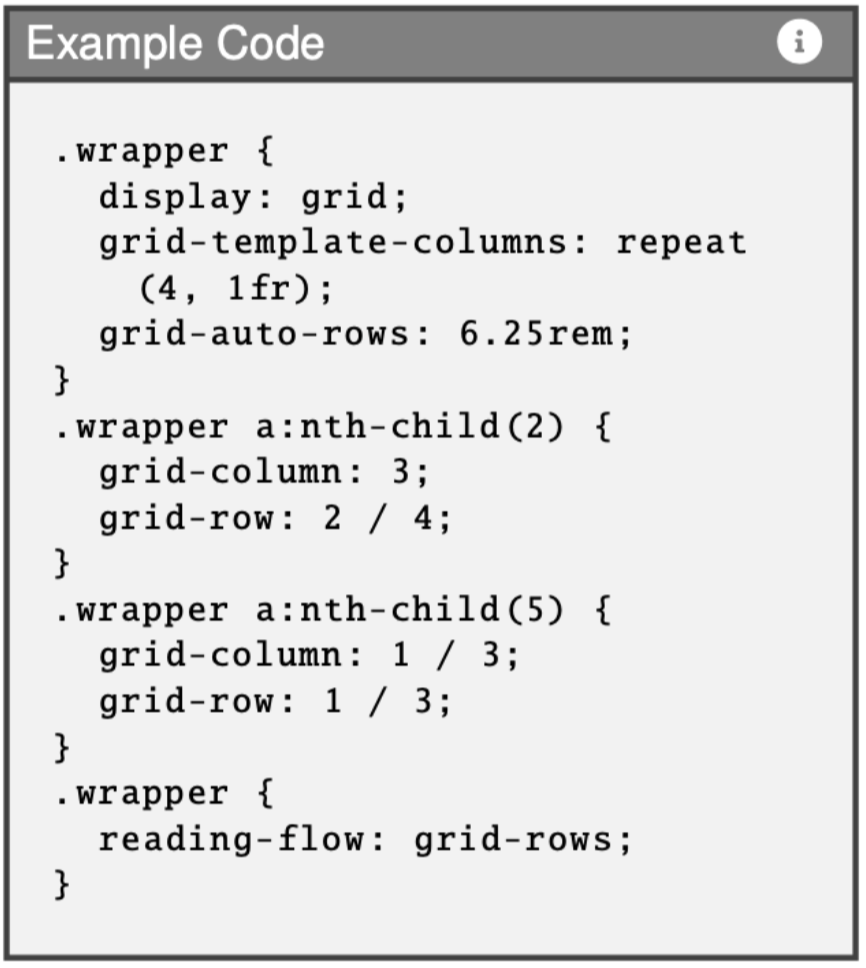 Example Code
.wrapper {
  display: grid;
  grid-template-columns: repeat
    (4, 1fr);
  grid-auto-rows: 6.25rem;
}
.wrapper a:nth-child(2) {
  grid-column: 3;
  grid-row: 2 / 4;
}
.wrapper a:nth-child(5) {
  grid-column: 1 / 3;
  grid-row: 1 / 3;
}
.wrapper {
  reading-flow: grid-rows;
}